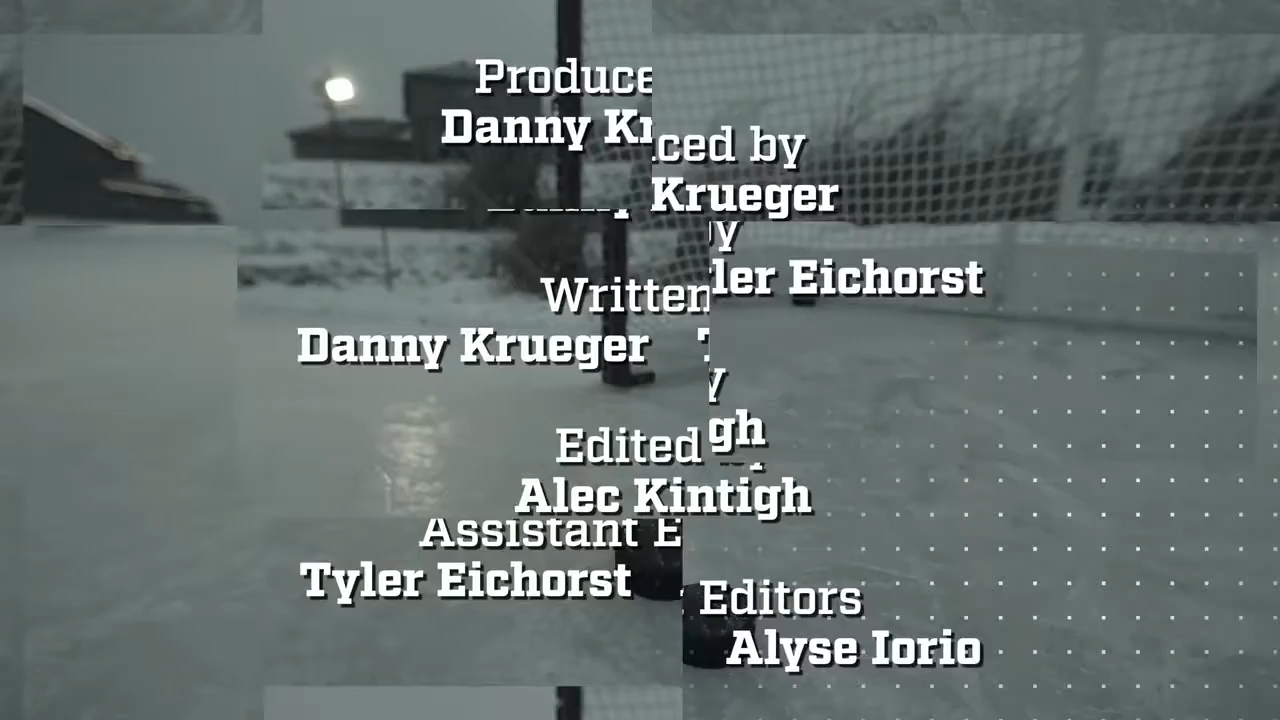 Produce
Danny Kr
ced by
Krueger
y
ler Eichorst
Written
Danny Krueger
y
gh
Edited
Alec Kintigh
Assistant E
Tyler Eichorst
Editors
Alyse Iorio